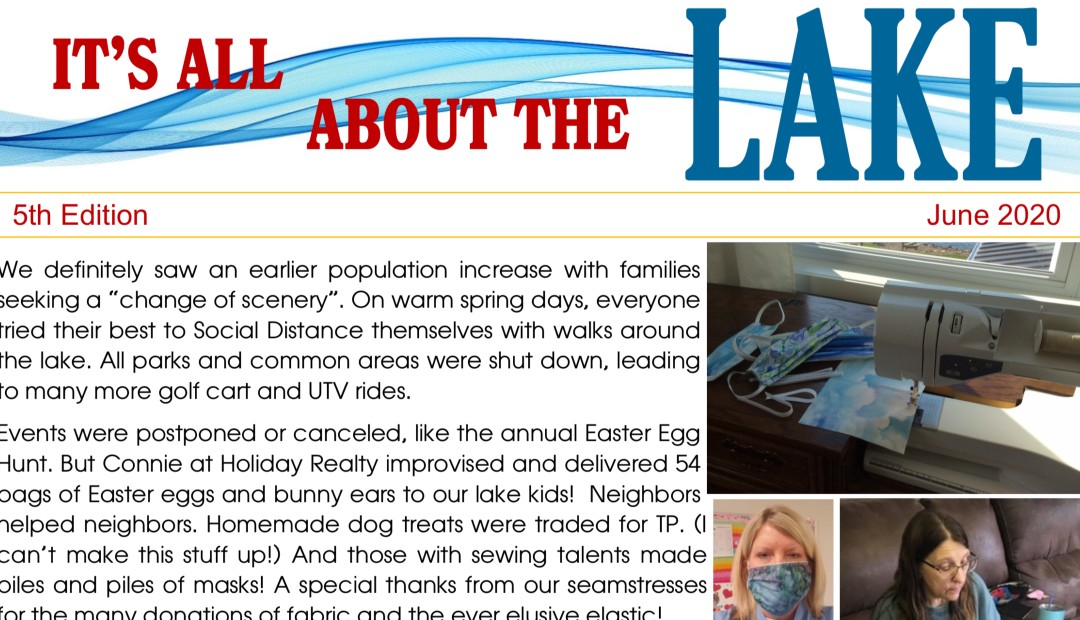 IT'S ALL
ABOUT THE
LAKE
5th Edition
June 2020
We definitely saw an earlier population increase with families
seeking a “change of scenery”. On warm spring days, everyone
tried their best to Social Distance themselves with walks around
the lake. All parks and common areas were shut down, leading
to many more golf cart and UTV rides.
Events were postponed or canceled, like the annual Easter Egg
Hunt. But Connie at Holiday Realty improvised and delivered 54
bags of Easter eggs and bunny ears to our lake kids! Neighbors
helped neighbors. Homemade dog treats were traded for TP. (I
can't make this stuff up!) And those with sewing talents made
piles and piles of masks! A special thanks from our seamstresses
for the many donations of fabric and the ever elusive elastic!